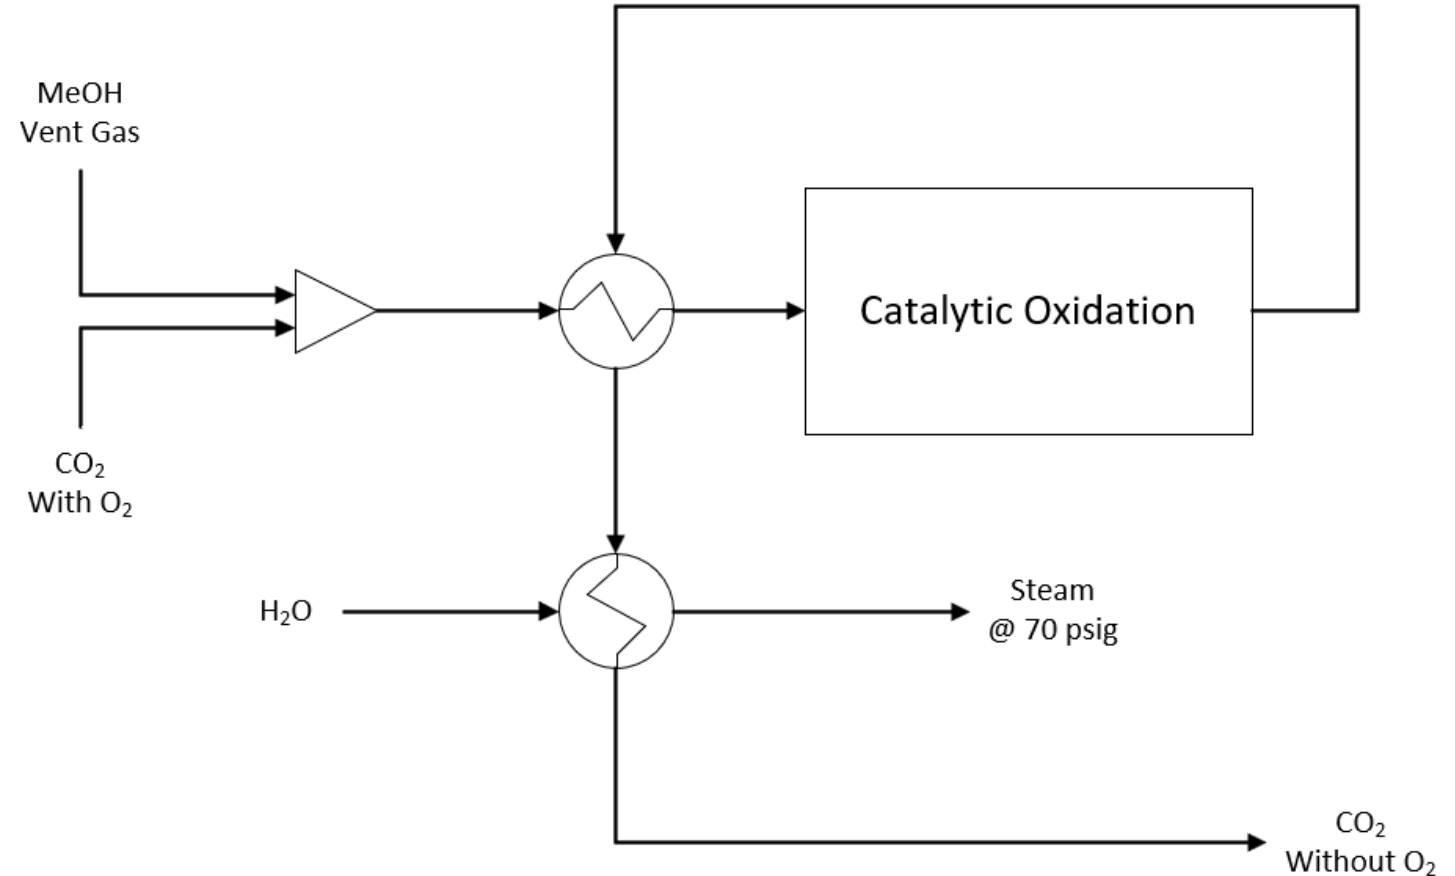 MeOH
Vent Gas
Catalytic Oxidation
CO₂
With O₂
H₂O
Steam
@ 70 psig
CO₂
Without O₂